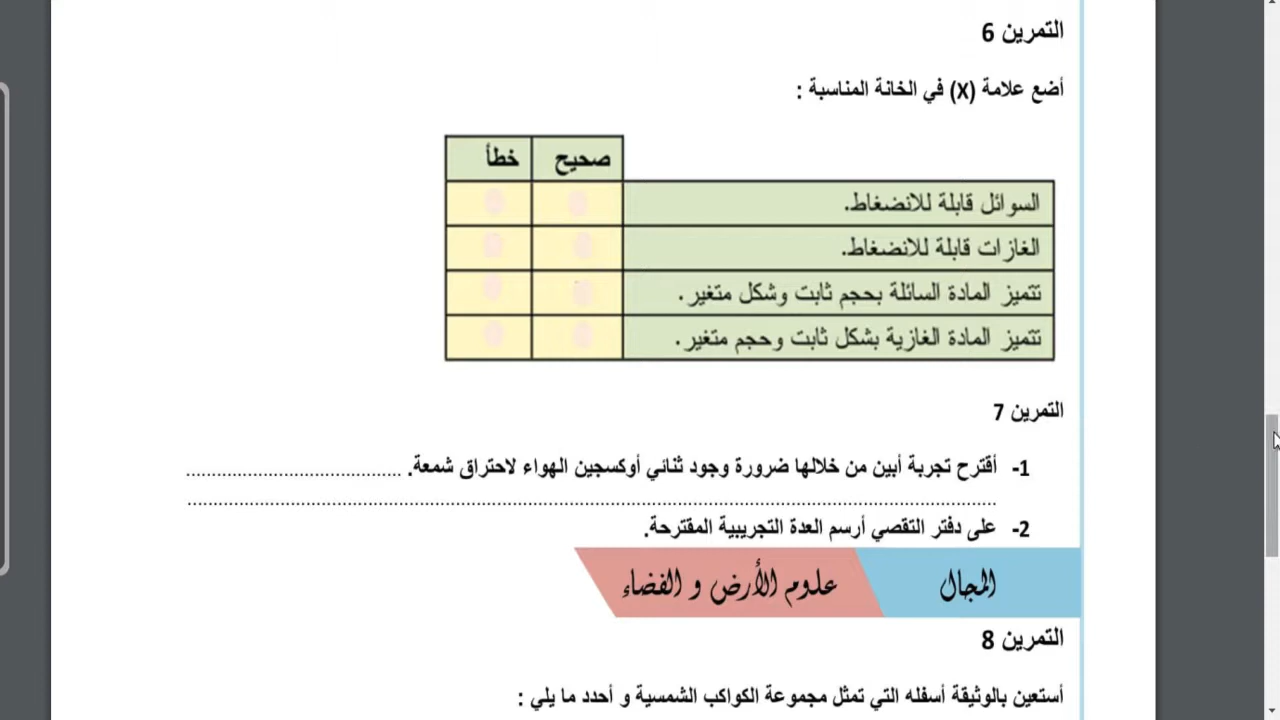 التمرين 6
أضع علامة (X) في الخانة المناسبة :
صحيح خطأ
السوائل قابلة للانضغاط.
الغازات قابلة للانضغاط.
تتميز المادة السائلة بحجم ثابت وشكل متغير.
تتميز المادة الغازية بشكل ثابت وحجم متغير.
التمرين 7
1- أقترح تجربة أبين من خلالها ضرورة وجود ثنائي أوكسجين الهواء لاحتراق شمعة. ........................................
................................................................................................................................
2- على دفتر التقصي أرسم العدة التجريبية المقترحة.
المجال علوم الأرض و الفضاء
التمرين 8
أستعين بالوثيقة أسفله التي تمثل مجموعة الكواكب الشمسية و أحدد ما يلي :